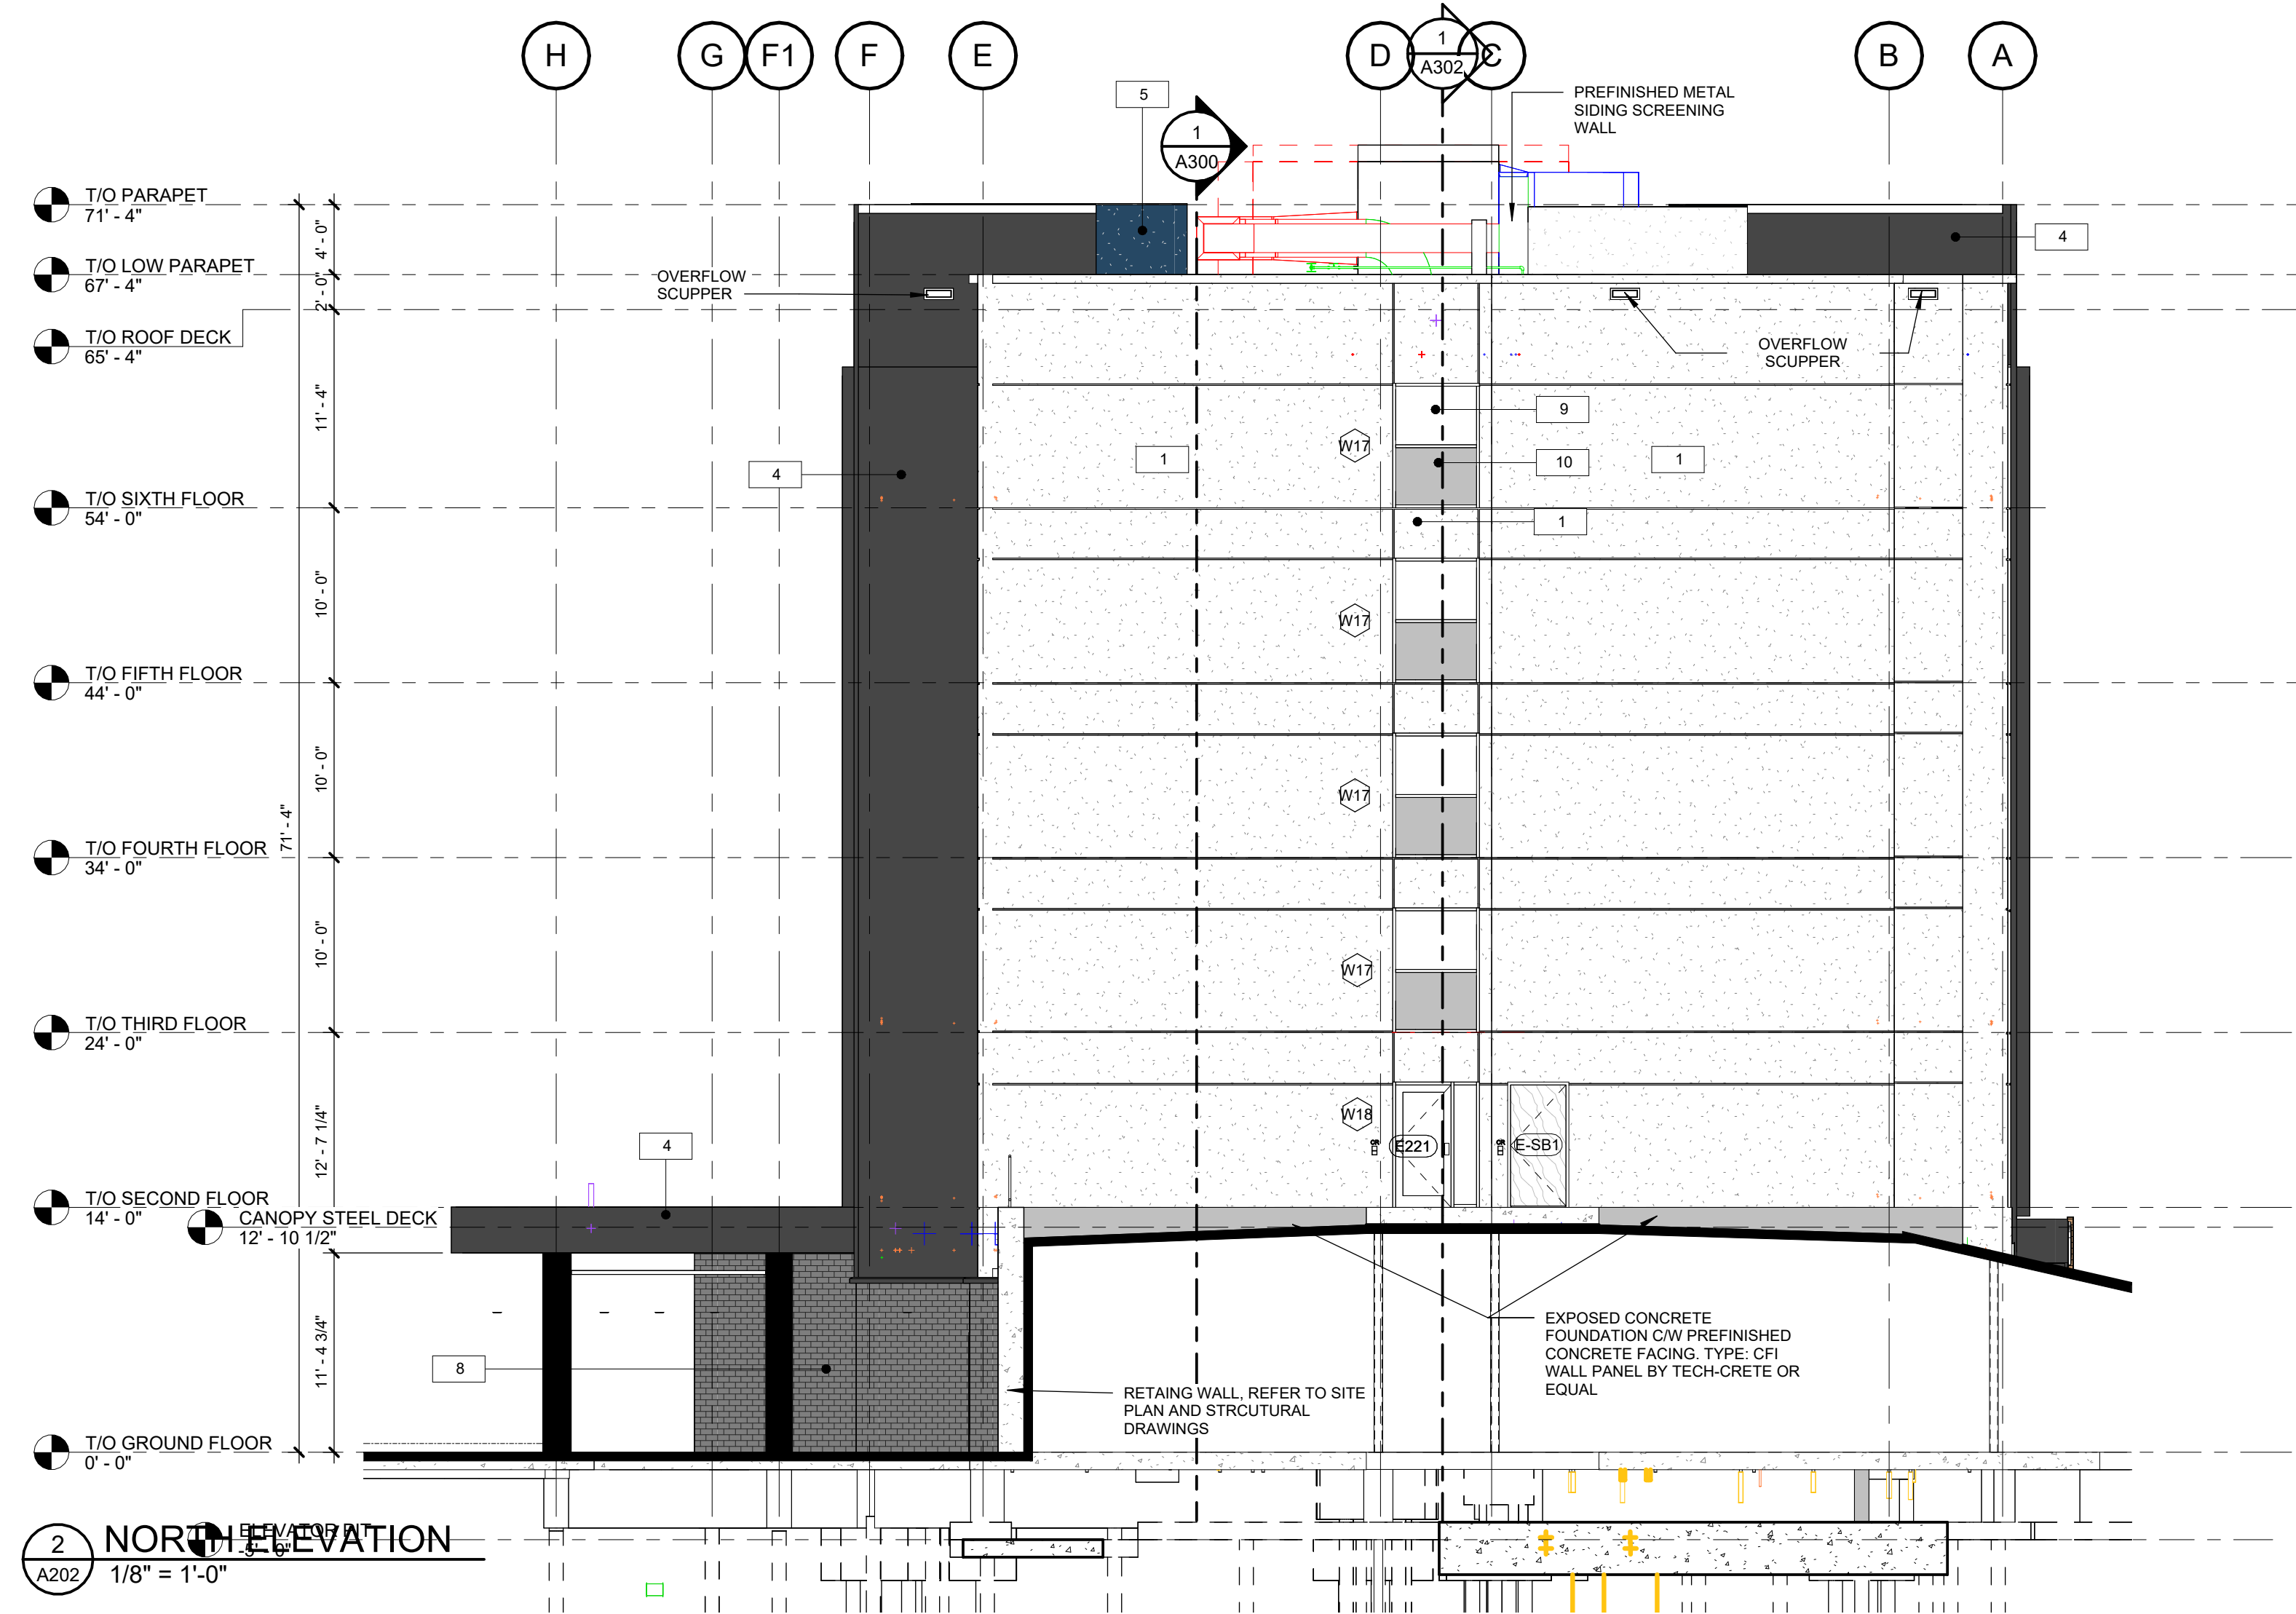 H
G
F1
F
E
D
1
A302
C
B
A
5
1
A300
PREFINISHED METAL
SIDING SCREENING
WALL
T/O PARAPET
71' - 4"
4' - 0"
4
T/O LOW PARAPET
67' - 4"
2' - 0"
OVERFLOW
SCUPPER
T/O ROOF DECK
65' - 4"
OVERFLOW
SCUPPER
11' - 4"
9
W17
4
1
10
1
T/O SIXTH FLOOR
54' - 0"
1
10' - 0"
W17
T/O FIFTH FLOOR
44' - 0"
10' - 0"
W17
71' - 4"
T/O FOURTH FLOOR
34' - 0"
10' - 0"
W17
T/O THIRD FLOOR
24' - 0"
12' - 7 1/4"
W18
4
E221
E-SB1
T/O SECOND FLOOR
14' - 0"
CANOPY STEEL DECK
12' - 10 1/2"
11' - 4 3/4"
8
EXPOSED CONCRETE
FOUNDATION C/W PREFINISHED
CONCRETE FACING. TYPE: CFI
WALL PANEL BY TECH-CRETE OR
EQUAL
RETAING WALL, REFER TO SITE
PLAN AND STRCUTURAL
DRAWINGS
T/O GROUND FLOOR
0' - 0"
ELEVATOR PIT
-5' - 0"
2
A202
NORTH ELEVATION
1/8" = 1'-0"